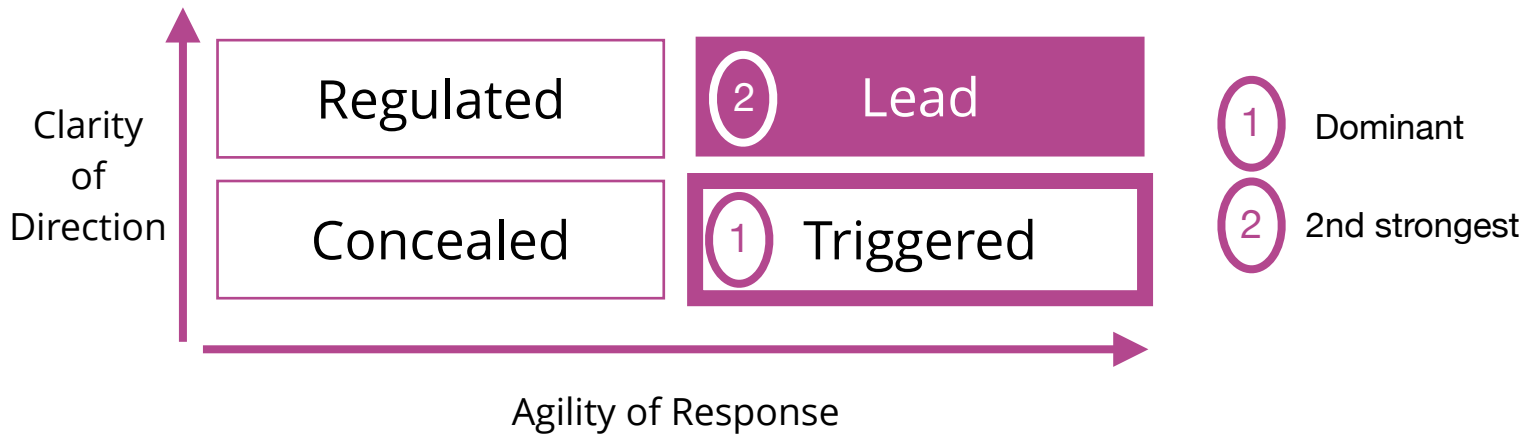 Clarity
of
Direction
Regulated
2
Lead
Concealed
1
Triggered
1
Dominant
2
2nd strongest
Agility of Response